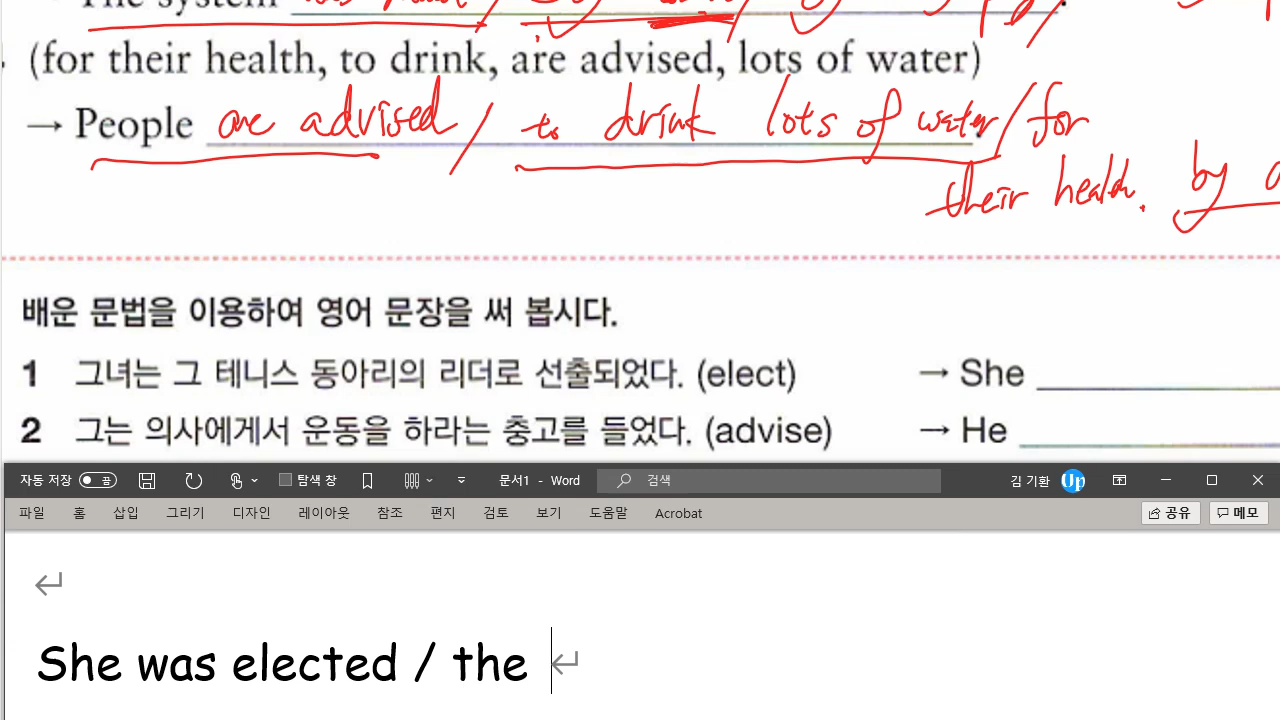 The system
(for their health, to drink, are advised, lots of water)
→ People are advised / to drink lots of water / for
their health. by
배운 문법을 이용하여 영어 문장을 써 봅시다.
1 그녀는 그 테니스 동아리의 리더로 선출되었다. (elect) → She
2 그는 의사에게서 운동을 하라는 충고를 들었다. (advise) → He
자동 저장 끔 탐색 창 문서1 - Word 검색 김 기환 Up
파일 홈 삽입 그리기 디자인 레이아웃 참조 편지 검토 보기 도움말 Acrobat 공유 메모
She was elected / the